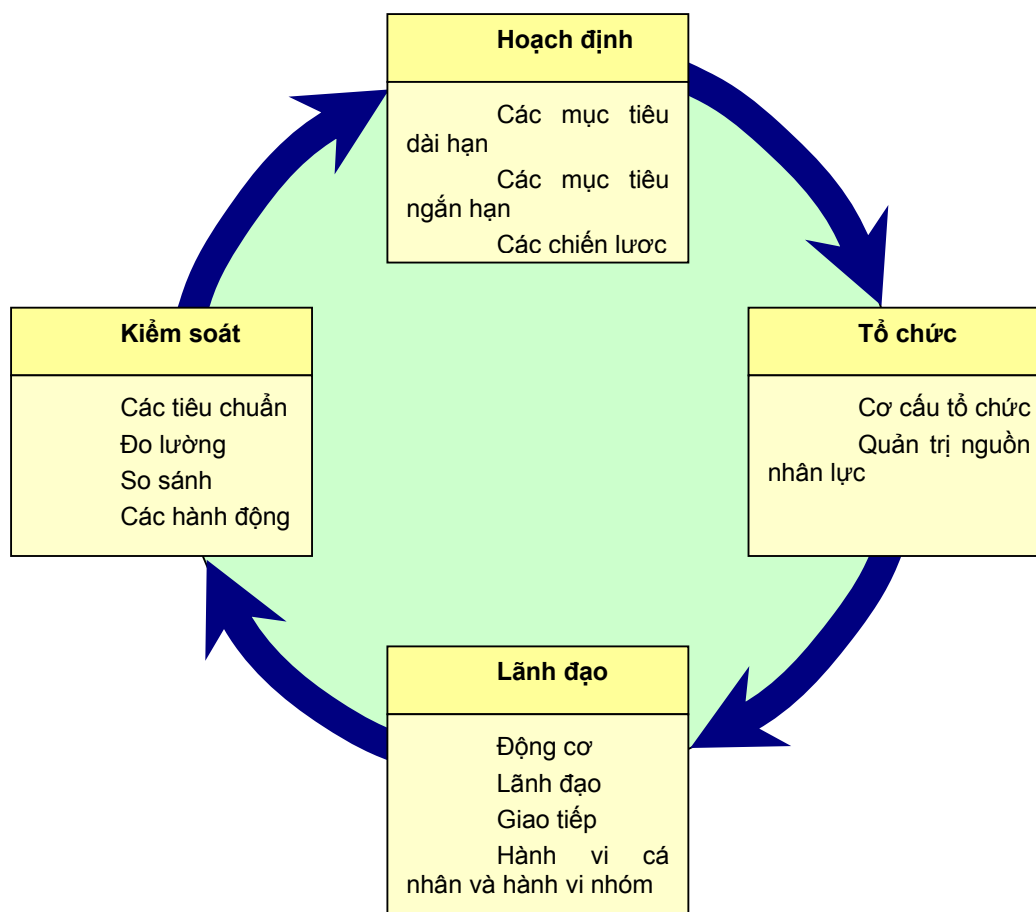 Hoạch định
Các mục tiêu
dài hạn
Các mục tiêu
ngắn hạn
Các chiến lươc
Kiểm soát
Các tiêu chuẩn
Đo lường
So sánh
Các hành động
Tổ chức
Cơ cấu tổ chức
Quản trị nguồn
nhân lực
Lãnh đạo
Động cơ
Lãnh đạo
Giao tiếp
Hành vi cá
nhân và hành vi nhóm